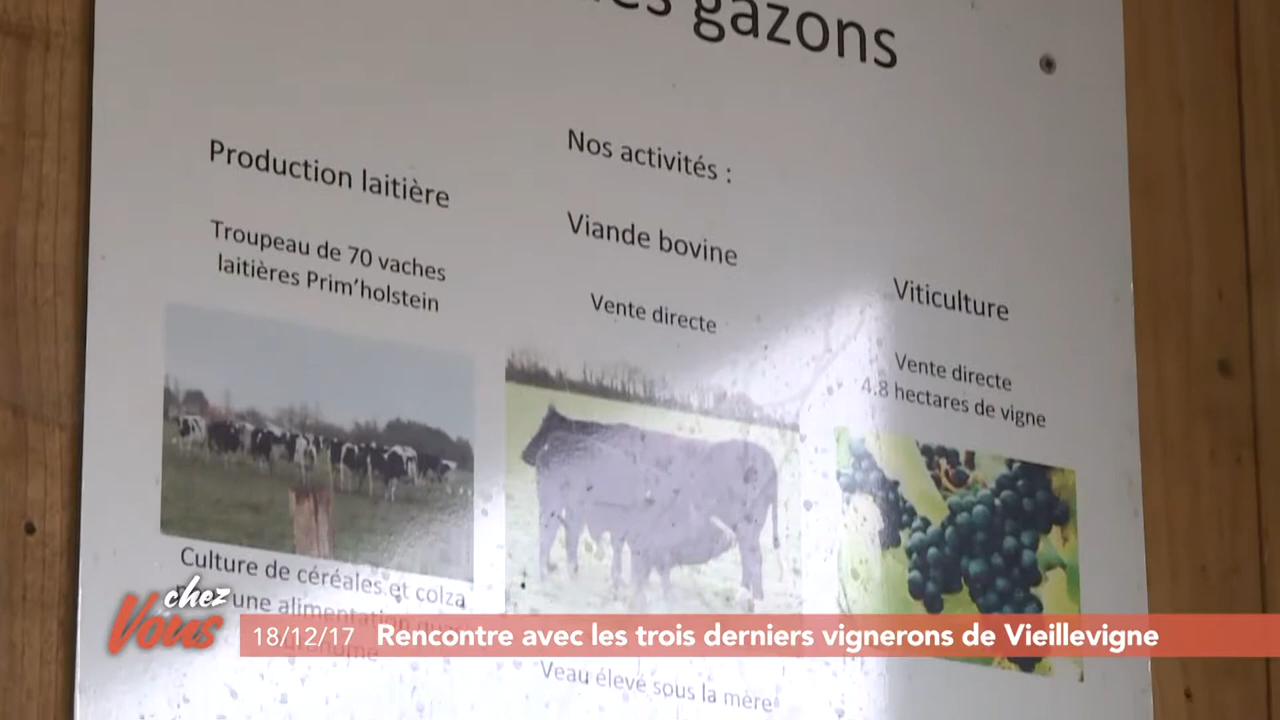 gazons
Nos activités :
Production laitière
Troupeau de 70 vaches
laitières Prim'holstein
Culture de céréales et colza
une alimentation
Viande bovine
Vente directe
Veau élevé sous la mère
Viticulture
Vente directe
4.8 hectares de vigne
chez
Vous
18/12/17 Rencontre avec les trois derniers vignerons de Vieillevigne